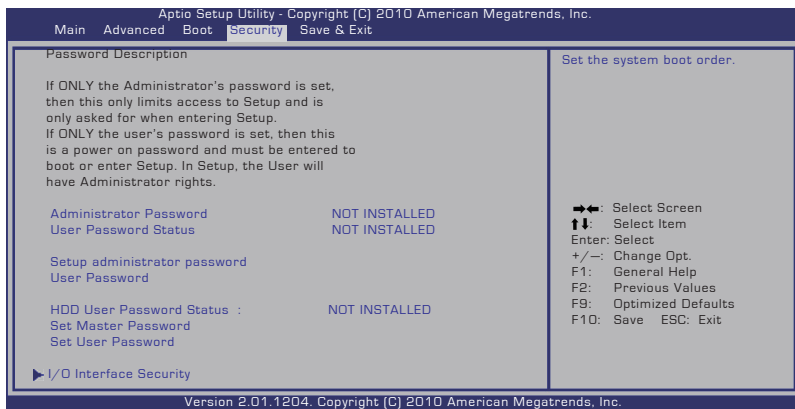 Aptio Setup Utility - Copyright (C) 2010 American Megatrends, Inc.
Main Advanced Boot Security Save & Exit
Password Description
If ONLY the Administrator's password is set,
then this only limits access to Setup and is
only asked for when entering Setup.
If ONLY the user's password is set, then this
is a power on password and must be entered to
boot or enter Setup. In Setup, the User will
have Administrator rights.
Administrator Password NOT INSTALLED
User Password Status NOT INSTALLED
Setup administrator password
User Password
HDD User Password Status : NOT INSTALLED
Set Master Password
Set User Password
I/O Interface Security
Set the system boot order.
→←: Select Screen
↑↓: Select Item
Enter: Select
+/—: Change Opt.
F1: General Help
F2: Previous Values
F9: Optimized Defaults
F10: Save ESC: Exit
Version 2.01.1204. Copyright (C) 2010 American Megatrends, Inc.